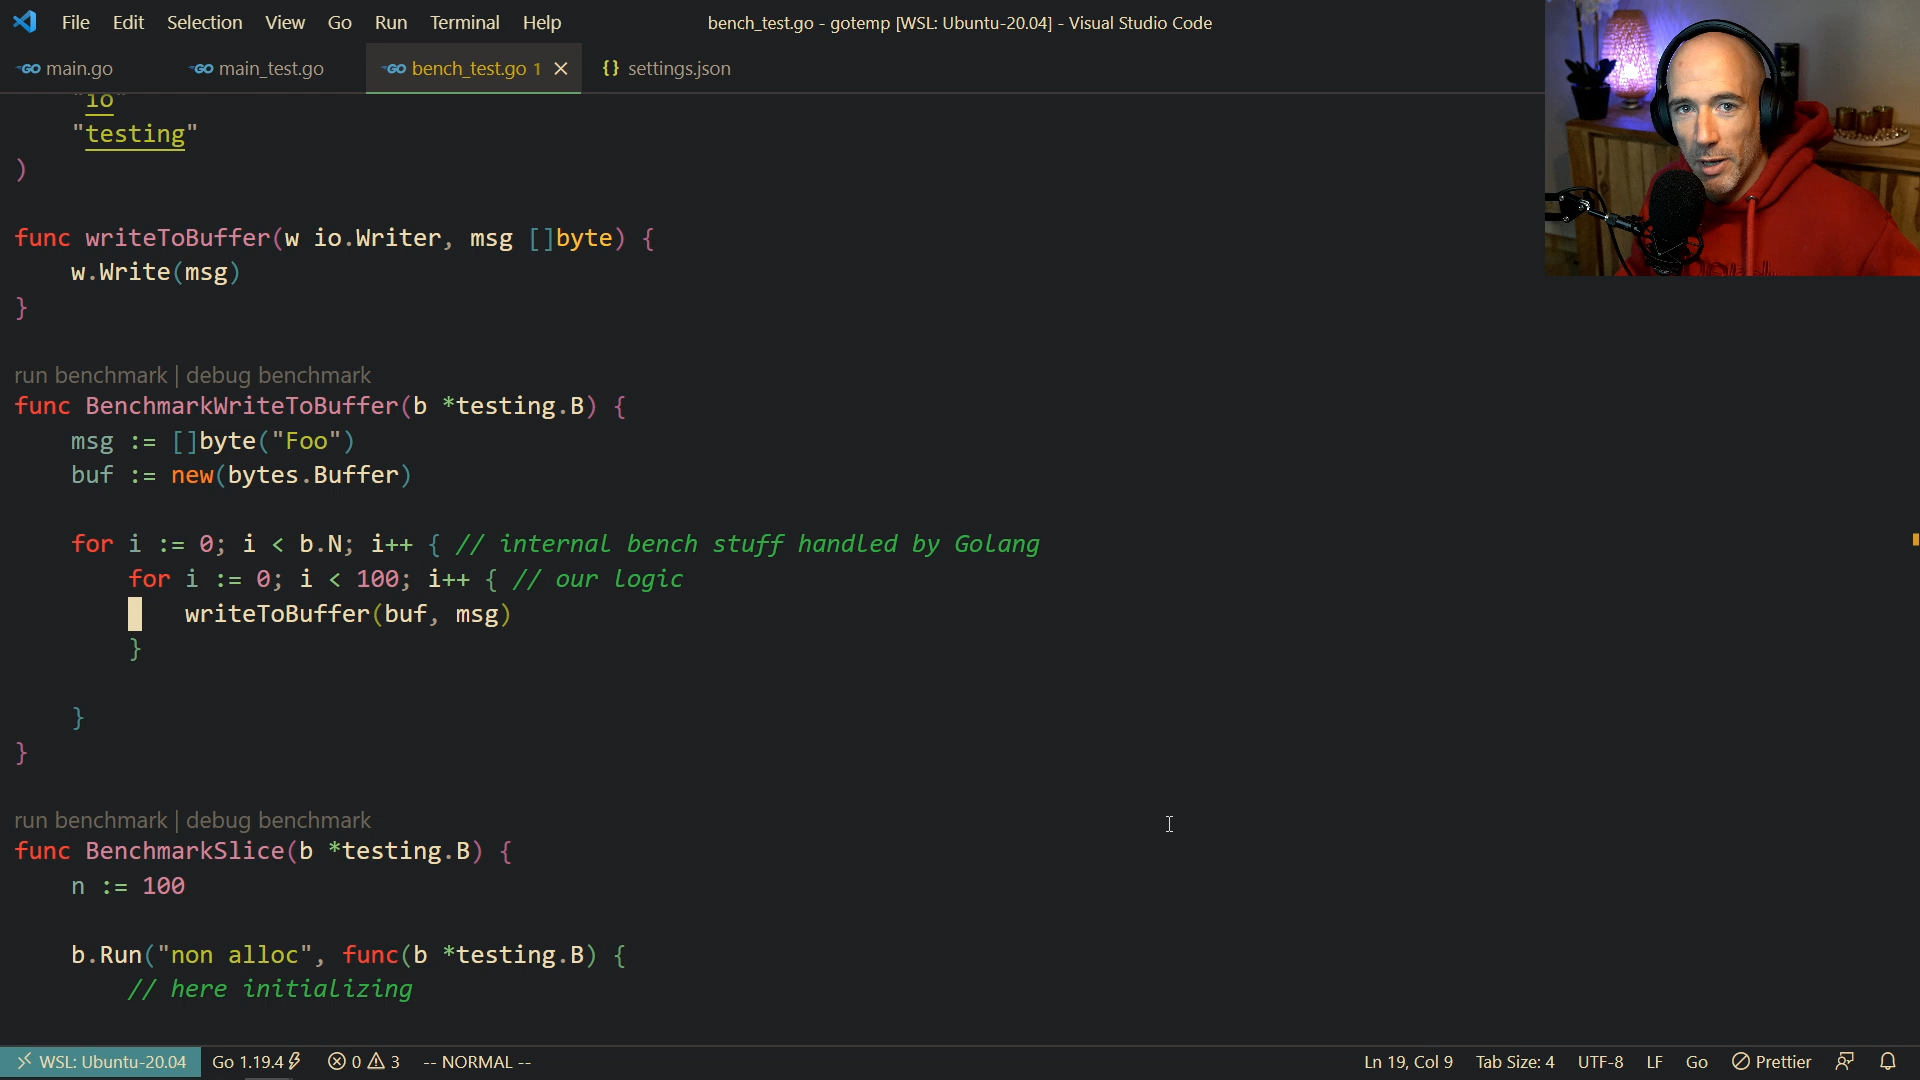 File Edit Selection View Go Run Terminal Help
bench_test.go - gotemp [WSL: Ubuntu-20.04] - Visual Studio Code
main.go main_test.go bench_test.go 1 {} settings.json
"io"
"testing"
)
func writeToBuffer(w io.Writer, msg []byte) {
w.Write(msg)
}
run benchmark | debug benchmark
func BenchmarkWriteToBuffer(b *testing.B) {
msg := []byte("Foo")
buf := new(bytes.Buffer)
for i := 0; i < b.N; i++ { // internal bench stuff handled by Golang
for i := 0; i < 100; i++ { // our logic
writeToBuffer(buf, msg)
}
}
}
run benchmark | debug benchmark
func BenchmarkSlice(b *testing.B) {
n := 100
b.Run("non alloc", func(b *testing.B) {
// here initializing
WSL: Ubuntu-20.04 Go 1.19.4 0 3 -- NORMAL -- Ln 19, Col 9 Tab Size: 4 UTF-8 LF Go Prettier